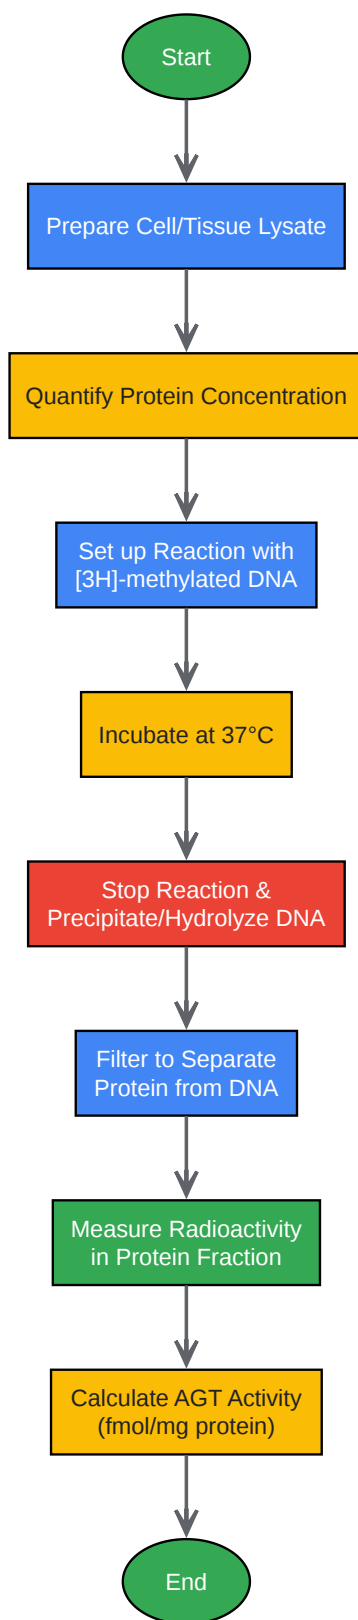 Start
Prepare Cell/Tissue Lysate
Quantify Protein Concentration
Set up Reaction with
[3H]-methylated DNA
Incubate at 37°C
Stop Reaction &
Precipitate/Hydrolyze DNA
Filter to Separate
Protein from DNA
Measure Radioactivity
in Protein Fraction
Calculate AGT Activity
(fmol/mg protein)
End